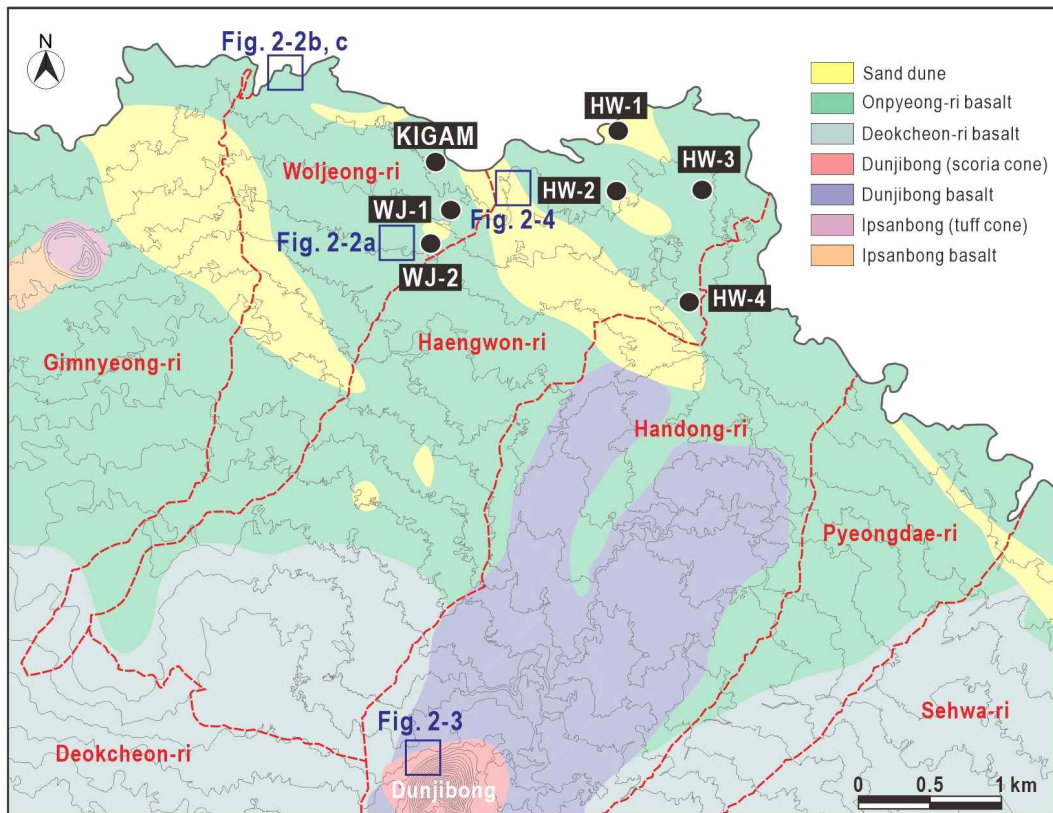 N
Fig. 2-2b, c
Sand dune
Onpyeong-ri basalt
Deokcheon-ri basalt
Dunjibong (scoria cone)
Dunjibong basalt
Ipsanbong (tuff cone)
Ipsanbong basalt
HW-1
KIGAM
HW-3
Woljeong-ri
HW-2
WJ-1
Fig. 2-4
Fig. 2-2a
WJ-2
HW-4
Haengwon-ri
Gimnyeong-ri
Handong-ri
Pyeongdae-ri
Sehwa-ri
Fig. 2-3
Deokcheon-ri
Dunjibong
0 0.5 1 km